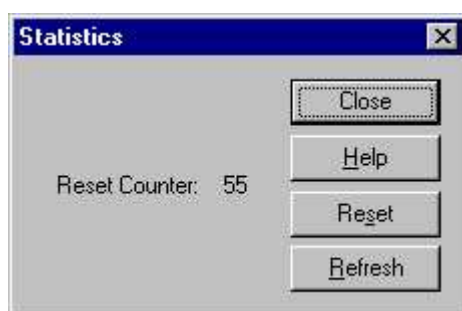 Statistics
Close
Help
Reset Counter: 55
Reset
Refresh